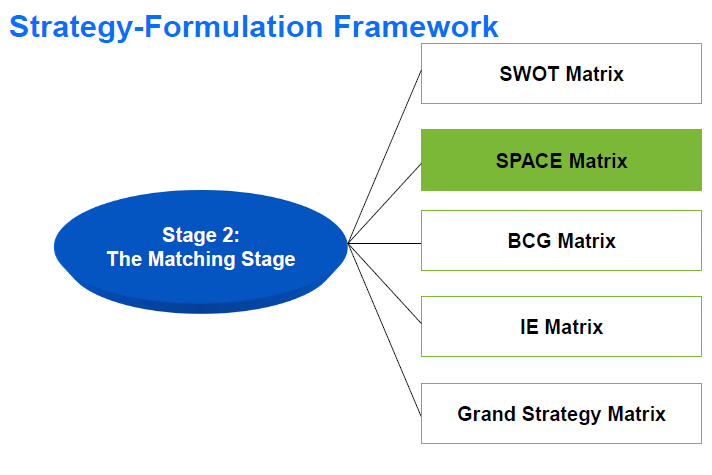 Strategy-Formulation Framework
SWOT Matrix
SPACE Matrix
Stage 2:
The Matching Stage
BCG Matrix
IE Matrix
Grand Strategy Matrix